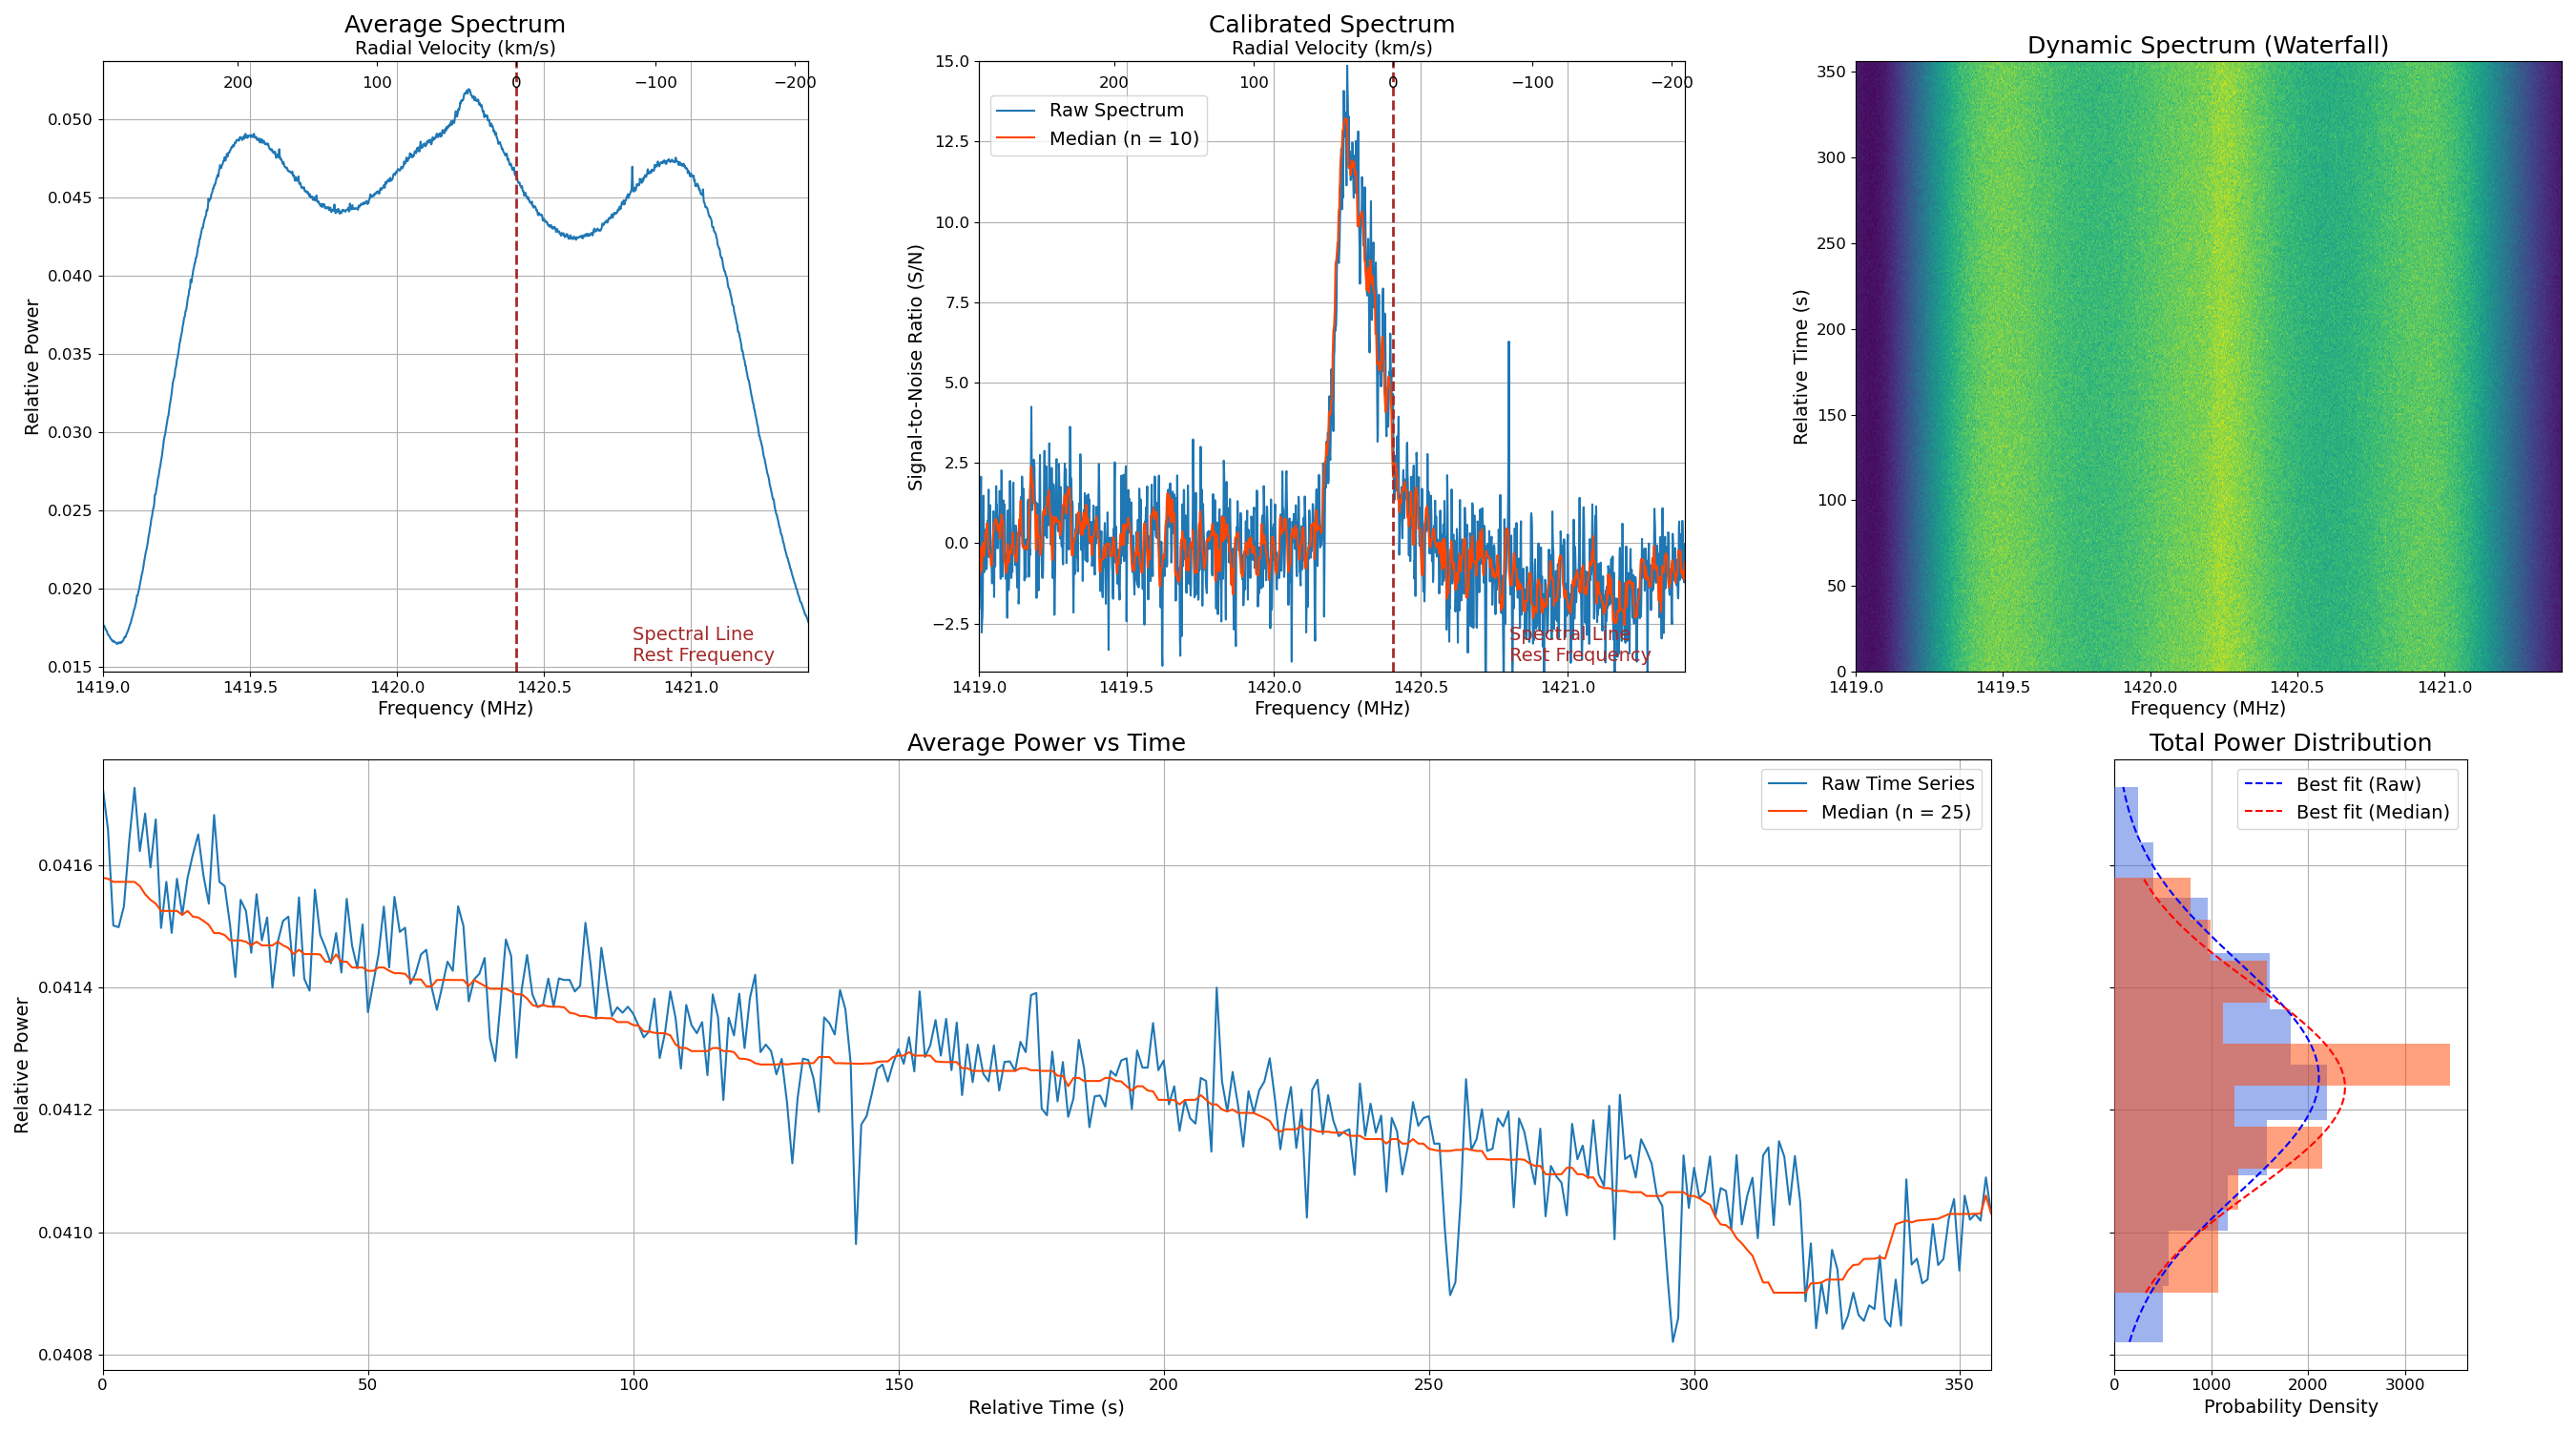 Average Spectrum
Radial Velocity (km/s)
200 100 0 −100 −200
0.050
0.045
0.040
0.035
0.030
0.025
0.020
0.015
Relative Power
Spectral Line
Rest Frequency
1419.0 1419.5 1420.0 1420.5 1421.0
Frequency (MHz)
Calibrated Spectrum
Radial Velocity (km/s)
200 100 0 −100 −200
Raw Spectrum
Median (n = 10)
15.0
12.5
10.0
7.5
5.0
2.5
0.0
−2.5
Signal-to-Noise Ratio (S/N)
Spectral Line
Rest Frequency
1419.0 1419.5 1420.0 1420.5 1421.0
Frequency (MHz)
Dynamic Spectrum (Waterfall)
350
300
250
200
150
100
50
0
Relative Time (s)
1419.0 1419.5 1420.0 1420.5 1421.0
Frequency (MHz)
Average Power vs Time
Raw Time Series
Median (n = 25)
0.0416
0.0414
0.0412
0.0410
0.0408
Relative Power
0 50 100 150 200 250 300 350
Relative Time (s)
Total Power Distribution
Best fit (Raw)
Best fit (Median)
0 1000 2000 3000
Probability Density